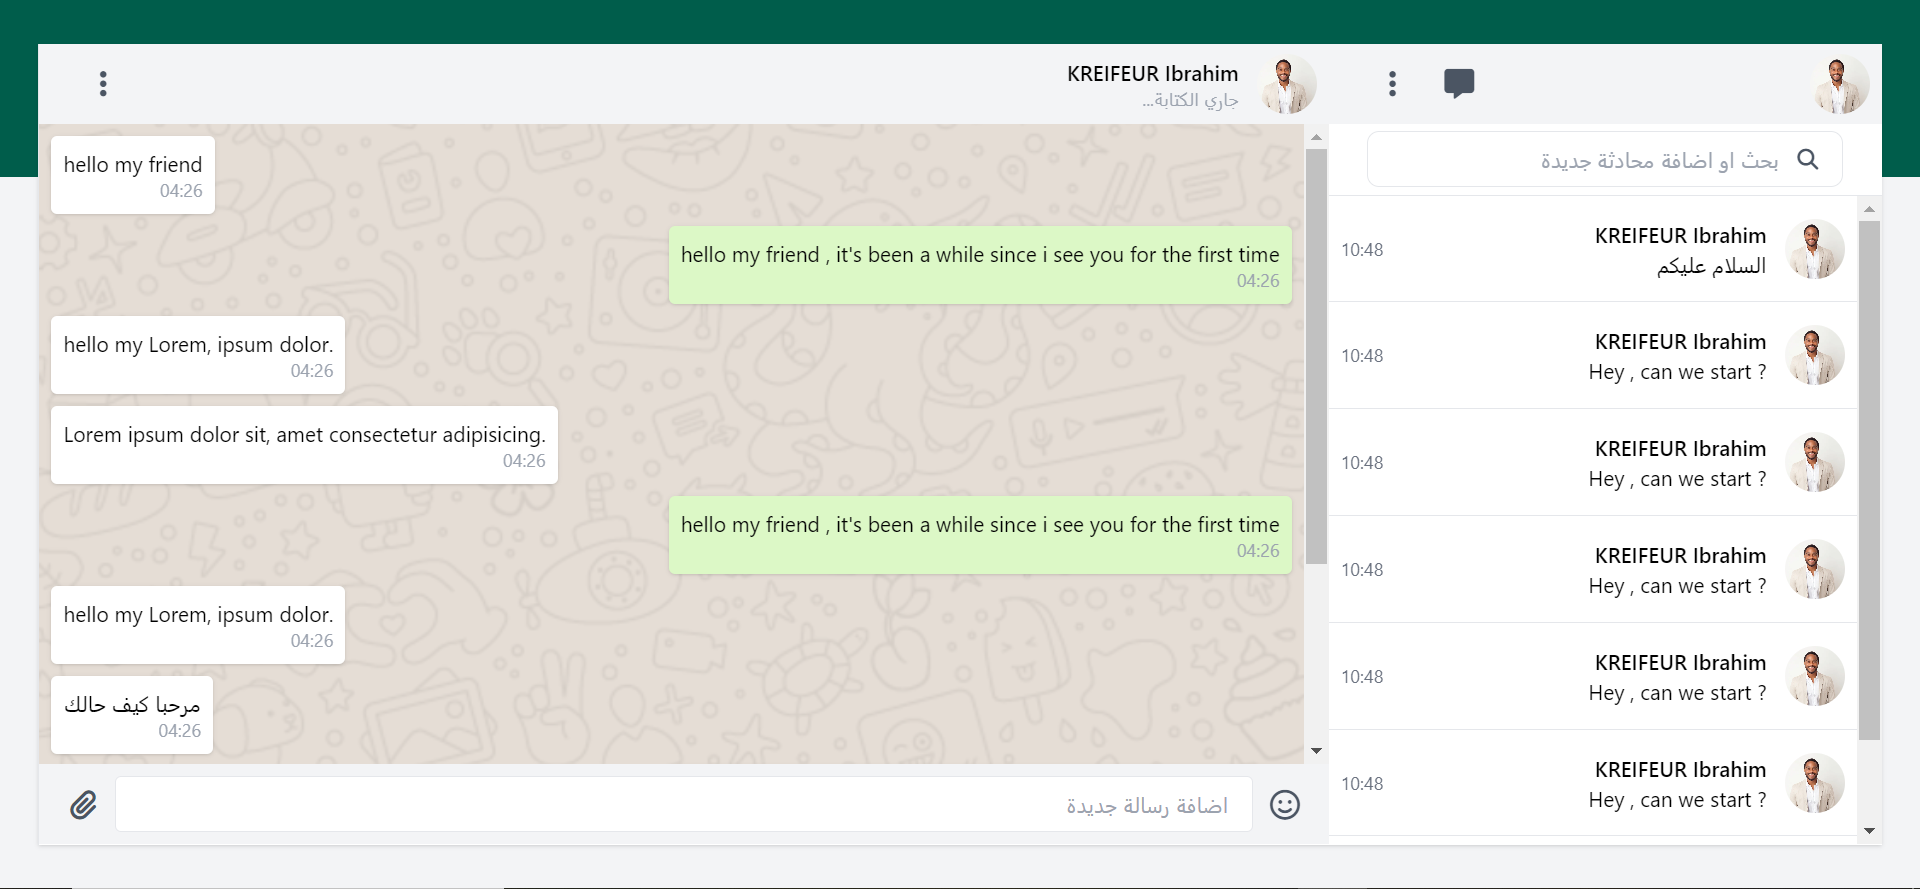 KREIFEUR Ibrahim
جاري الكتابة...
hello my friend
04:26
hello my friend , it's been a while since i see you for the first time
04:26
hello my Lorem, ipsum dolor.
04:26
Lorem ipsum dolor sit, amet consectetur adipisicing.
04:26
hello my friend , it's been a while since i see you for the first time
04:26
hello my Lorem, ipsum dolor.
04:26
مرحبا كيف حالك
04:26
اضافة رسالة جديدة
بحث او اضافة محادثة جديدة
KREIFEUR Ibrahim
10:48
السلام عليكم
KREIFEUR Ibrahim
10:48
Hey , can we start ?
KREIFEUR Ibrahim
10:48
Hey , can we start ?
KREIFEUR Ibrahim
10:48
Hey , can we start ?
KREIFEUR Ibrahim
10:48
Hey , can we start ?
KREIFEUR Ibrahim
10:48
Hey , can we start ?